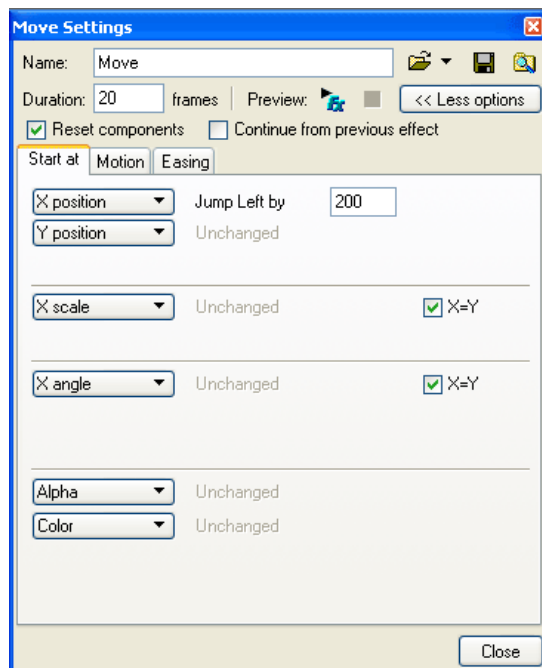 Move Settings
Name: Move
Duration: 20 frames Preview: Fx << Less options
Reset components Continue from previous effect
Start at Motion Easing
X position Jump Left by 200
Y position Unchanged
X scale Unchanged X=Y
X angle Unchanged X=Y
Alpha Unchanged
Color Unchanged
Close